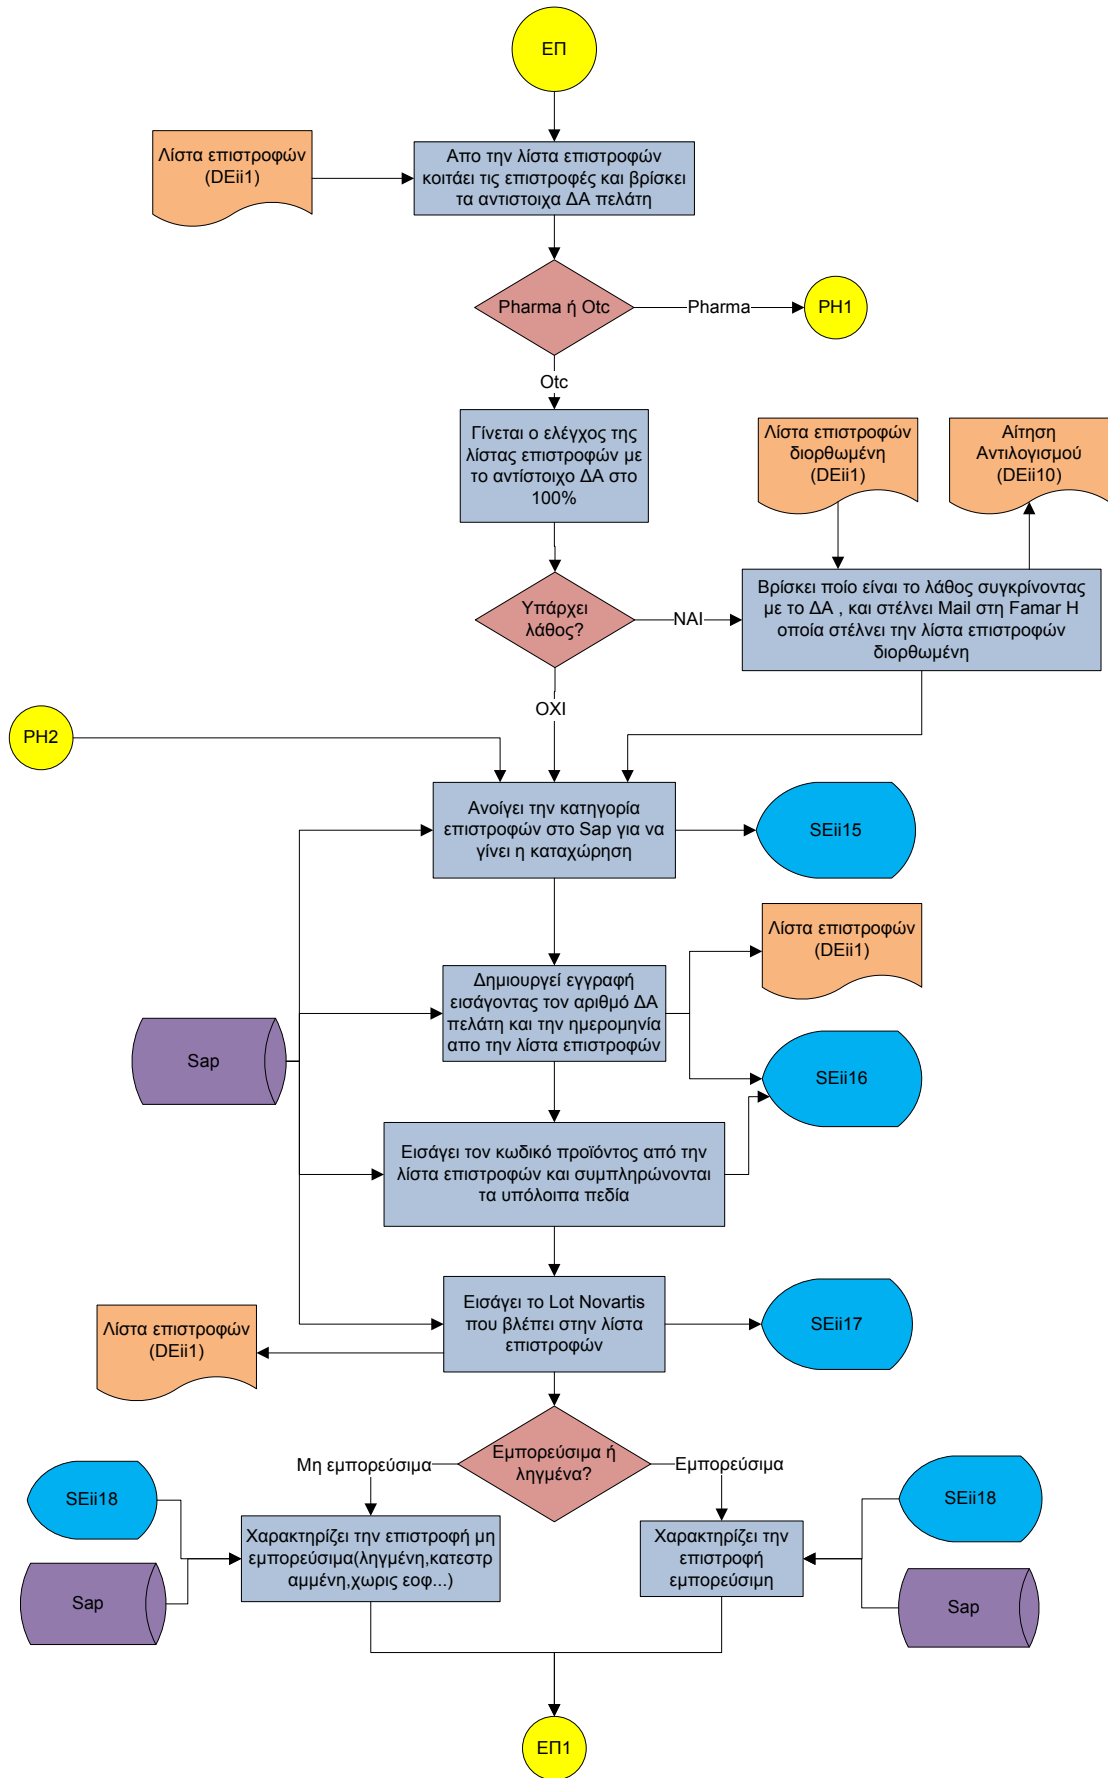 ΕΠ
Λίστα επιστροφών
(DEii1)
Απο την λίστα επιστροφών
κοιτάει τις επιστροφές και βρίσκει
τα αντιστοιχα ΔΑ πελάτη
Pharma ή Otc
Pharma
PH1
Otc
Γίνεται ο ελέγχος της
λίστας επιστροφών με
το αντίστοιχο ΔΑ στο
100%
Λίστα επιστροφών
διορθωμένη
(DEii1)
Αίτηση
Αντιλογισμού
(DEii10)
Υπάρχει
λάθος?
ΝΑΙ
Βρίσκει ποίο είναι το λάθος συγκρίνοντας
με το ΔΑ , και στέλνει Mail στη Famar Η
οποία στέλνει την λίστα επιστροφών
διορθωμένη
ΟΧΙ
PH2
Ανοίγει την κατηγορία
επιστροφών στο Sap για να
γίνει η καταχώρηση
SEii15
Λίστα επιστροφών
(DEii1)
Δημιουργεί εγγραφή
εισάγοντας τον αριθμό ΔΑ
πελάτη και την ημερομηνία
απο την λίστα επιστροφών
Sap
SEii16
Εισάγει τον κωδικό προϊόντος από την
λίστα επιστροφών και συμπληρώνονται
τα υπόλοιπα πεδία
Εισάγει το Lot Novartis
που βλέπει στην λίστα
επιστροφών
SEii17
Λίστα επιστροφών
(DEii1)
Εμπορεύσιμα ή
ληγμένα?
Μη εμπορεύσιμα
Εμπορεύσιμα
SEii18
SEii18
Χαρακτηρίζει την επιστροφή μη
εμπορεύσιμα(ληγμένη,κατεστρ
αμμένη,χωρις εοφ...)
Χαρακτηρίζει την
επιστροφή
εμπορεύσιμη
Sap
Sap
ΕΠ1